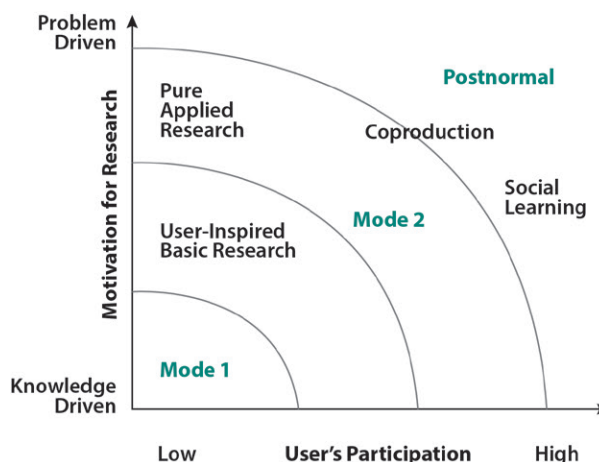 Problem
Driven
Postnormal
Pure
Applied
Research
Coproduction
Motivation for Research
Social
Learning
Mode 2
User-Inspired
Basic Research
Mode 1
Knowledge
Driven
Low
User's Participation
High